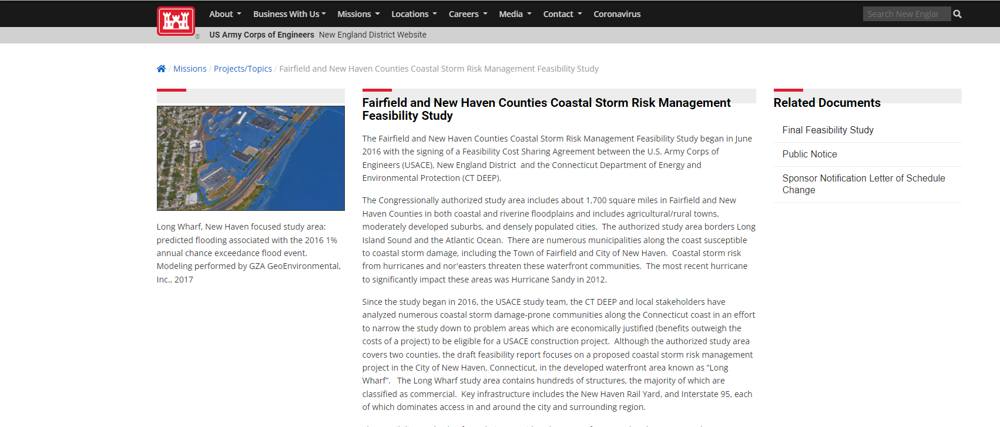 About Business With Us Missions Locations Careers Media Contact Coronavirus
Search New Englar
®
US Army Corps of Engineers New England District Website
/ Missions / Projects/Topics / Fairfield and New Haven Counties Coastal Storm Risk Management Feasibility Study
Long Wharf, New Haven focused study area:
predicted flooding associated with the 2016 1%
annual chance exceedance flood event.
Modeling performed by GZA GeoEnvironmental,
Inc., 2017
Fairfield and New Haven Counties Coastal Storm Risk Management
Feasibility Study
The Fairfield and New Haven Counties Coastal Storm Risk Management Feasibility Study began in June
2016 with the signing of a Feasibility Cost Sharing Agreement between the U.S. Army Corps of
Engineers (USACE), New England District and the Connecticut Department of Energy and
Environmental Protection (CT DEEP).
The Congressionally authorized study area includes about 1,700 square miles in Fairfield and New
Haven Counties in both coastal and riverine floodplains and includes agricultural/rural towns,
moderately developed suburbs, and densely populated cities. The authorized study area borders Long
Island Sound and the Atlantic Ocean. There are numerous municipalities along the coast susceptible
to coastal storm damage, including the Town of Fairfield and City of New Haven. Coastal storm risk
from hurricanes and nor'easters threaten these waterfront communities. The most recent hurricane
to significantly impact these areas was Hurricane Sandy in 2012.
Since the study began in 2016, the USACE study team, the CT DEEP and local stakeholders have
analyzed numerous coastal storm damage-prone communities along the Connecticut coast in an effort
to narrow the study down to problem areas which are economically justified (benefits outweigh the
costs of a project) to be eligible for a USACE construction project. Although the authorized study area
covers two counties, the draft feasibility report focuses on a proposed coastal storm risk management
project in the City of New Haven, Connecticut, in the developed waterfront area known as “Long
Wharf”. The Long Wharf study area contains hundreds of structures, the majority of which are
classified as commercial. Key infrastructure includes the New Haven Rail Yard, and Interstate 95, each
of which dominates access in and around the city and surrounding region.
Related Documents
Final Feasibility Study
Public Notice
Sponsor Notification Letter of Schedule
Change